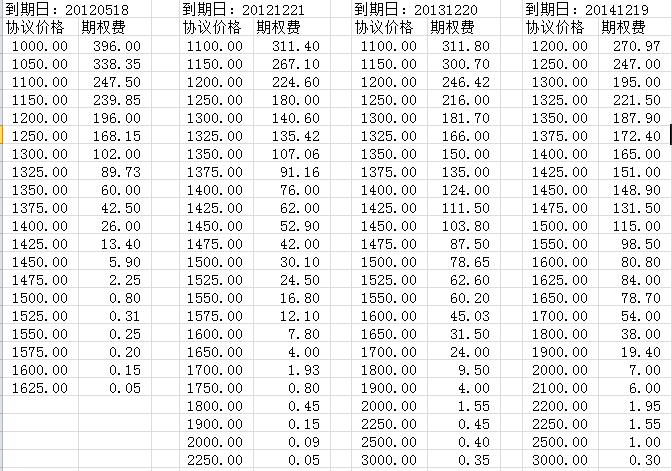 到期日：20120518 到期日：20121221 到期日：20131220 到期日：20141219
协议价格 期权费 协议价格 期权费 协议价格 期权费 协议价格 期权费
1000.00 396.00 1100.00 311.40 1100.00 311.80 1200.00 270.97
1050.00 338.35 1150.00 267.10 1150.00 300.70 1250.00 247.00
1100.00 247.50 1200.00 224.60 1200.00 246.42 1300.00 195.00
1150.00 239.85 1250.00 180.00 1250.00 216.00 1325.00 221.50
1200.00 196.00 1300.00 140.60 1300.00 181.70 1350.00 187.90
1250.00 168.15 1325.00 135.42 1325.00 166.00 1375.00 172.40
1300.00 102.00 1350.00 107.06 1350.00 150.00 1400.00 165.00
1325.00 89.73 1375.00 91.16 1375.00 135.00 1425.00 151.00
1350.00 60.00 1400.00 76.00 1400.00 124.00 1450.00 148.90
1375.00 42.50 1425.00 62.00 1425.00 111.50 1475.00 131.50
1400.00 26.00 1450.00 52.90 1450.00 103.80 1500.00 115.00
1425.00 13.40 1475.00 42.00 1475.00 87.50 1550.00 98.50
1450.00 5.90 1500.00 30.10 1500.00 78.65 1600.00 80.80
1475.00 2.25 1525.00 24.50 1525.00 62.60 1625.00 84.00
1500.00 0.80 1550.00 16.80 1550.00 60.20 1650.00 78.70
1525.00 0.31 1575.00 12.10 1600.00 45.03 1700.00 54.00
1550.00 0.25 1600.00 7.80 1650.00 31.50 1800.00 38.00
1575.00 0.20 1650.00 4.00 1700.00 24.00 1900.00 19.40
1600.00 0.15 1700.00 1.93 1800.00 9.50 2000.00 7.00
1625.00 0.05 1750.00 0.80 1900.00 4.00 2100.00 6.00
1800.00 0.45 2000.00 1.55 2200.00 1.95
1900.00 0.15 2250.00 0.45 2250.00 1.55
2000.00 0.09 2500.00 0.40 2500.00 1.00
2250.00 0.05 3000.00 0.35 3000.00 0.30